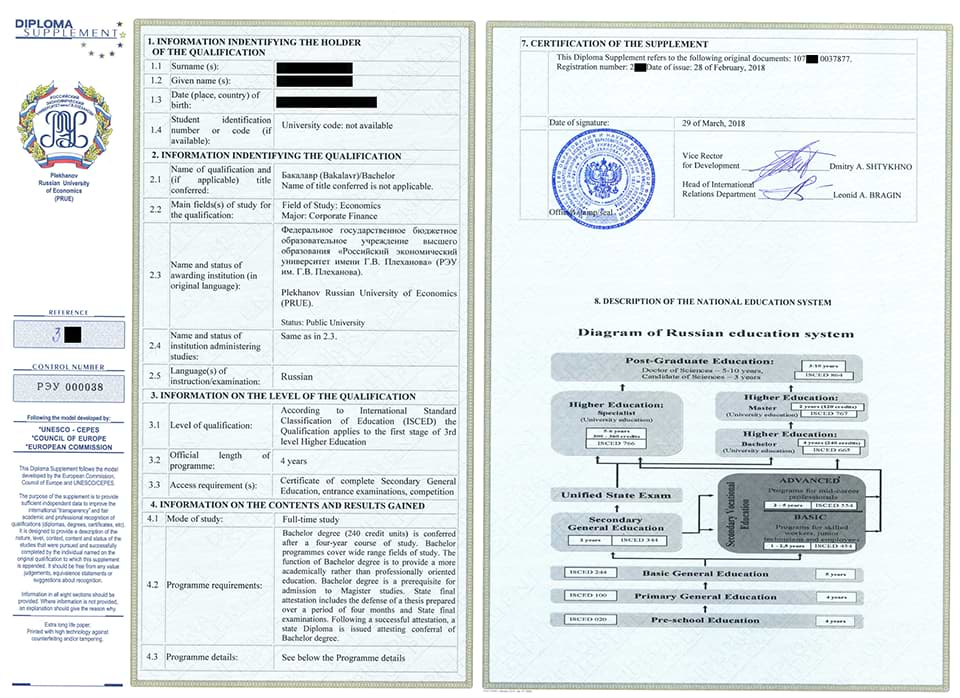 DIPLOMA
SUPPLEMENT
РОССИЙСКИЙ
ЭКОНОМИЧЕСКИЙ
Plekhanov
Russian University
of Economics
(PRUE)
REFERENCE
3
CONTROL NUMBER
РЭУ 000038
Following the model developed by:
"UNESCO - CEPES
*COUNCIL OF EUROPE
*EUROPEAN COMMISSION
This Diploma Supplement follows the model
developed by the European Commission,
Council of Europe and UNESCO/CEPES.
The purpose of the supplement is to provide
sufficient independent data to improve the
international "transparency" and fair
academic and professional recognition of
qualifications (diplomas, degrees, certificates, etc).
It is designed to provide a description of the
nature, level, context, content and status of the
studies that were pursued and successfully
completed by the individual named on the
original qualification to which this supplement
is appended. It should be free from any value
judgements, equivalence statements or
suggestions about recognition.
Information in all eight sections should be
provided. Where information is not provided,
an explanation should give the reason why.
Extra long life paper.
Printed with high technology against
counterfeiting and/or tampering.
1. INFORMATION INDENTIFYING THE HOLDER
OF THE QUALIFICATION
1.1 Surname (s):
1.2 Given name (s):
1.3 Date (place, country) of
birth:
1.4 Student identification
number or code (if
available):
University code: not available
2. INFORMATION INDENTIFYING THE QUALIFICATION
2.1 Name of qualification and
(if applicable) title
conferred:
Бакалавр (Bakalavr)/Bachelor
Name of title conferred is not applicable.
2.2 Main fields(s) of study for
the qualification:
Field of Study: Economics
Major: Corporate Finance
2.3 Name and status of
awarding institution (in
original language):
Федеральное государственное бюджетное
образовательное учреждение высшего
образования «Российский экономический
университет имени Г.В. Плеханова» (РЭУ
им. Г.В. Плеханова).
Plekhanov Russian University of Economics
(PRUE).
Status: Public University
2.4 Name and status of
institution administering
studies:
Same as in 2.3.
2.5 Language(s) of
instruction/examination:
Russian
3. INFORMATION ON THE LEVEL OF THE QUALIFICATION
3.1 Level of qualification:
According to International Standard
Classification of Education (ISCED) the
Qualification applies to the first stage of 3rd
level Higher Education
3.2 Official length of
programme:
4 years
3.3 Access requirement (s):
Certificate of complete Secondary General
Education, entrance examinations, competition
4. INFORMATION ON THE CONTENTS AND RESULTS GAINED
4.1 Mode of study:
Full-time study
4.2 Programme requirements:
Bachelor degree (240 credit units) is conferred
after a four-year course of study. Bachelor
programmes cover wide range fields of study. The
function of Bachelor degree is to provide a more
academically rather than professionally oriented
education. Bachelor degree is a prerequisite for
admission to Magister studies. State final
attestation includes the defense of a thesis prepared
over a period of four months and State final
examinations. Following a successful attestation, a
state Diploma is issued attesting conferral of
Bachelor degree.
4.3 Programme details:
See below the Programme details
7. CERTIFICATION OF THE SUPPLEMENT
This Diploma Supplement refers to the following original documents: 107 0037877.
Registration number: 2 Date of issue: 28 of February, 2018
Date of signature:
29 of March, 2018
Vice Rector
for Development
Dmitry A. SHTYKHNO
Head of International
Relations Department
Leonid A. BRAGIN
Official stamp/seal
8. DESCRIPTION OF THE NATIONAL EDUCATION SYSTEM
Diagram of Russian education system
Post-Graduate Education:
Doctor of Sciences – 5-10 years,
Candidate of Sciences – 3 years
3-10 years
ISCED 864
Higher Education:
Specialist
(University education)
5-6 years
300 - 360 credits
ISCED 766
Higher Education:
Master
(University education)
2 years (120 credits)
ISCED 767
Higher Education:
Bachelor
(University education)
4 years (240 credits)
ISCED 665
Unified State Exam
Secondary
General Education
2 years
ISCED 344
Secondary Vocational
Education
ADVANCED
Programs for mid-career
professionals
ISCED 554
BASIC
Programs for skilled
workers, junior
technicians and employees
ISCED 454
ISCED 244
Basic General Education
5 years
ISCED 100
Primary General Education
4 years
ISCED 020
Pre-school Education
4 years